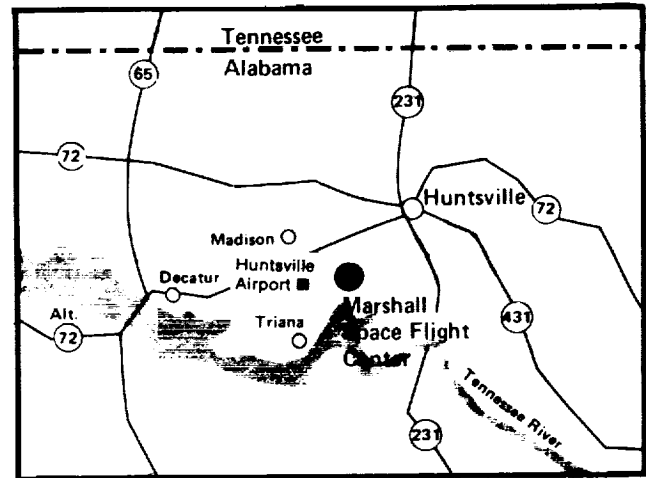 Tennessee
Alabama
65
231
72
Huntsville
72
Madison
Huntsville
Airport
Decatur
Marshall
Space Flight
Center
Alt.
72
Triana
431
Tennessee River
231